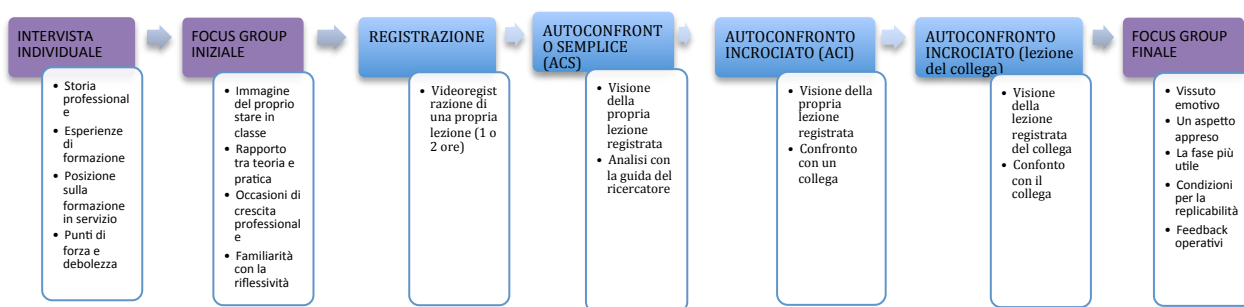 INTERVISTA
INDIVIDUALE
• Storia
professional
e
• Esperienze
di
formazione
• Posizione
sulla
formazione
in servizio
• Punti di
forza e
debolezza
FOCUS GROUP
INIZIALE
• Immagine
del proprio
stare in
classe
• Rapporto
tra teoria e
pratica
• Occasioni di
crescita
professional
e
• Familiarità
con la
riflessività
REGISTRAZIONE
• Videoregist
razione di
una propria
lezione (1 o
2 ore)
AUTOCONFRONT
O SEMPLICE
(ACS)
• Visione
della
propria
lezione
registrata
• Analisi con
la guida del
ricercatore
AUTOCONFRONTO
INCROCIATO (ACI)
• Visione della
propria
lezione
registrata
• Confronto
con un
collega
AUTOCONFRONTO
INCROCIATO (lezione
del collega)
• Visione
della
lezione
registrata
del collega
• Confonto
con il
collega
FOCUS GROUP
FINALE
• Vissuto
emotivo
• Un aspetto
appreso
• La fase più
utile
• Condizioni
per la
replicabilità
• Feedback
operativi